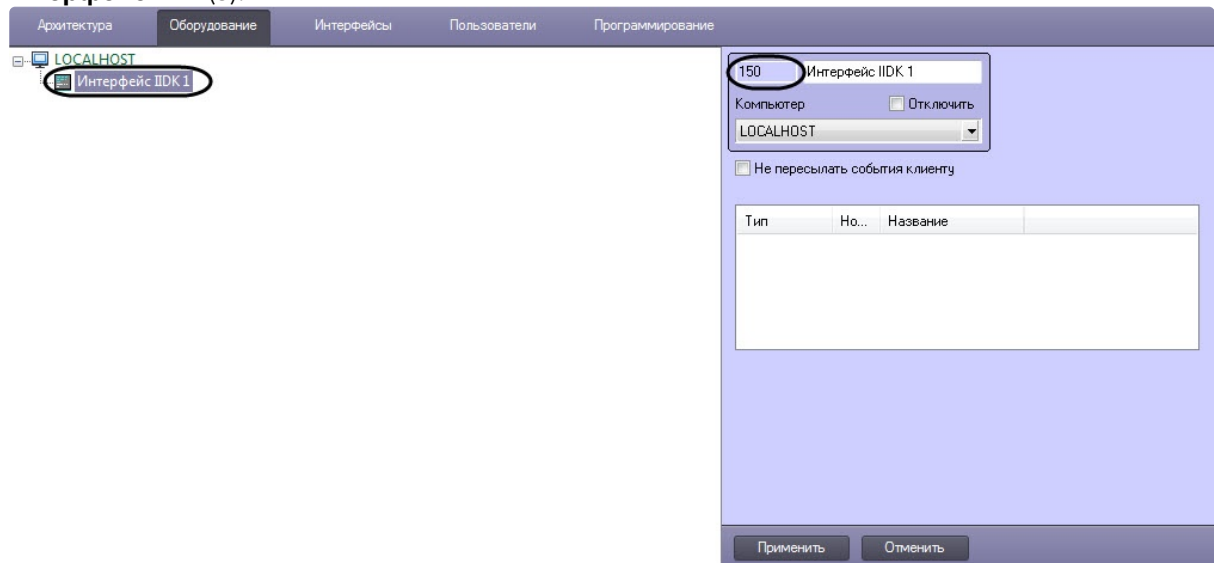 Архитектура Оборудование Интерфейсы Пользователи Программирование
LOCALHOST
Интерфейс IIDK 1
150 Интерфейс IIDK 1
Компьютер Отключить
LOCALHOST
Не пересылать события клиенту
Тип Но... Название
Применить Отменить